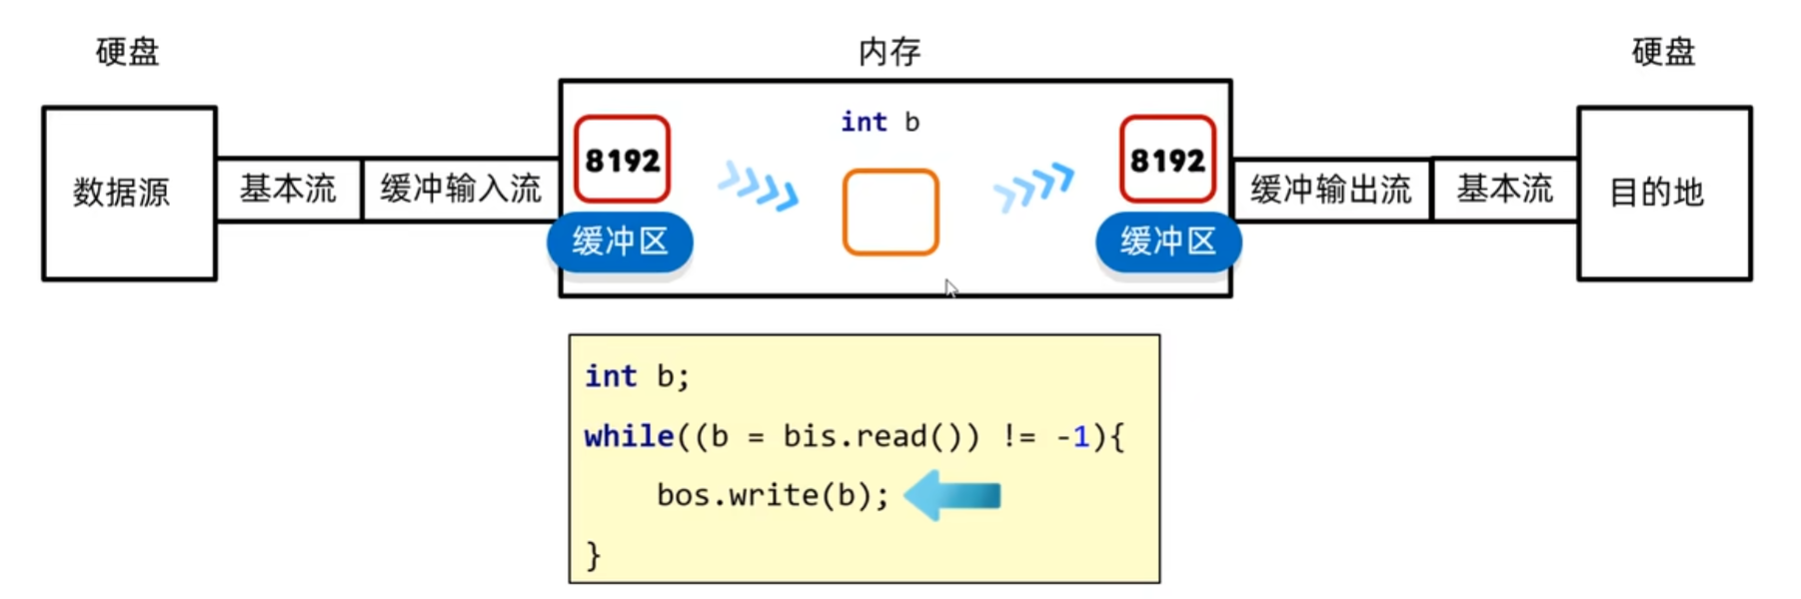 硬盘
内存
硬盘
int b
8192
8192
数据源
基本流
缓冲输入流
缓冲输出流
基本流
目的地
缓冲区
缓冲区
int b;
while((b = bis.read()) != -1){
bos.write(b);
}